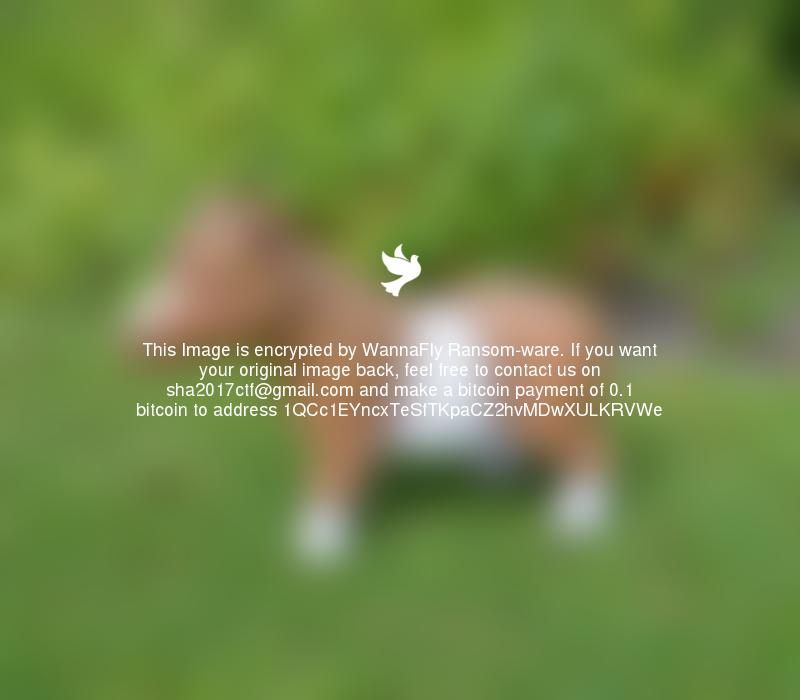 This Image is encrypted by WannaFly Ransom-ware. If you want
your original image back, feel free to contact us on
sha2017ctf@gmail.com and make a bitcoin payment of 0.1
bitcoin to address 1QCc1EYncxTeSfTKpaCZ2hvMDwXULKRVWe